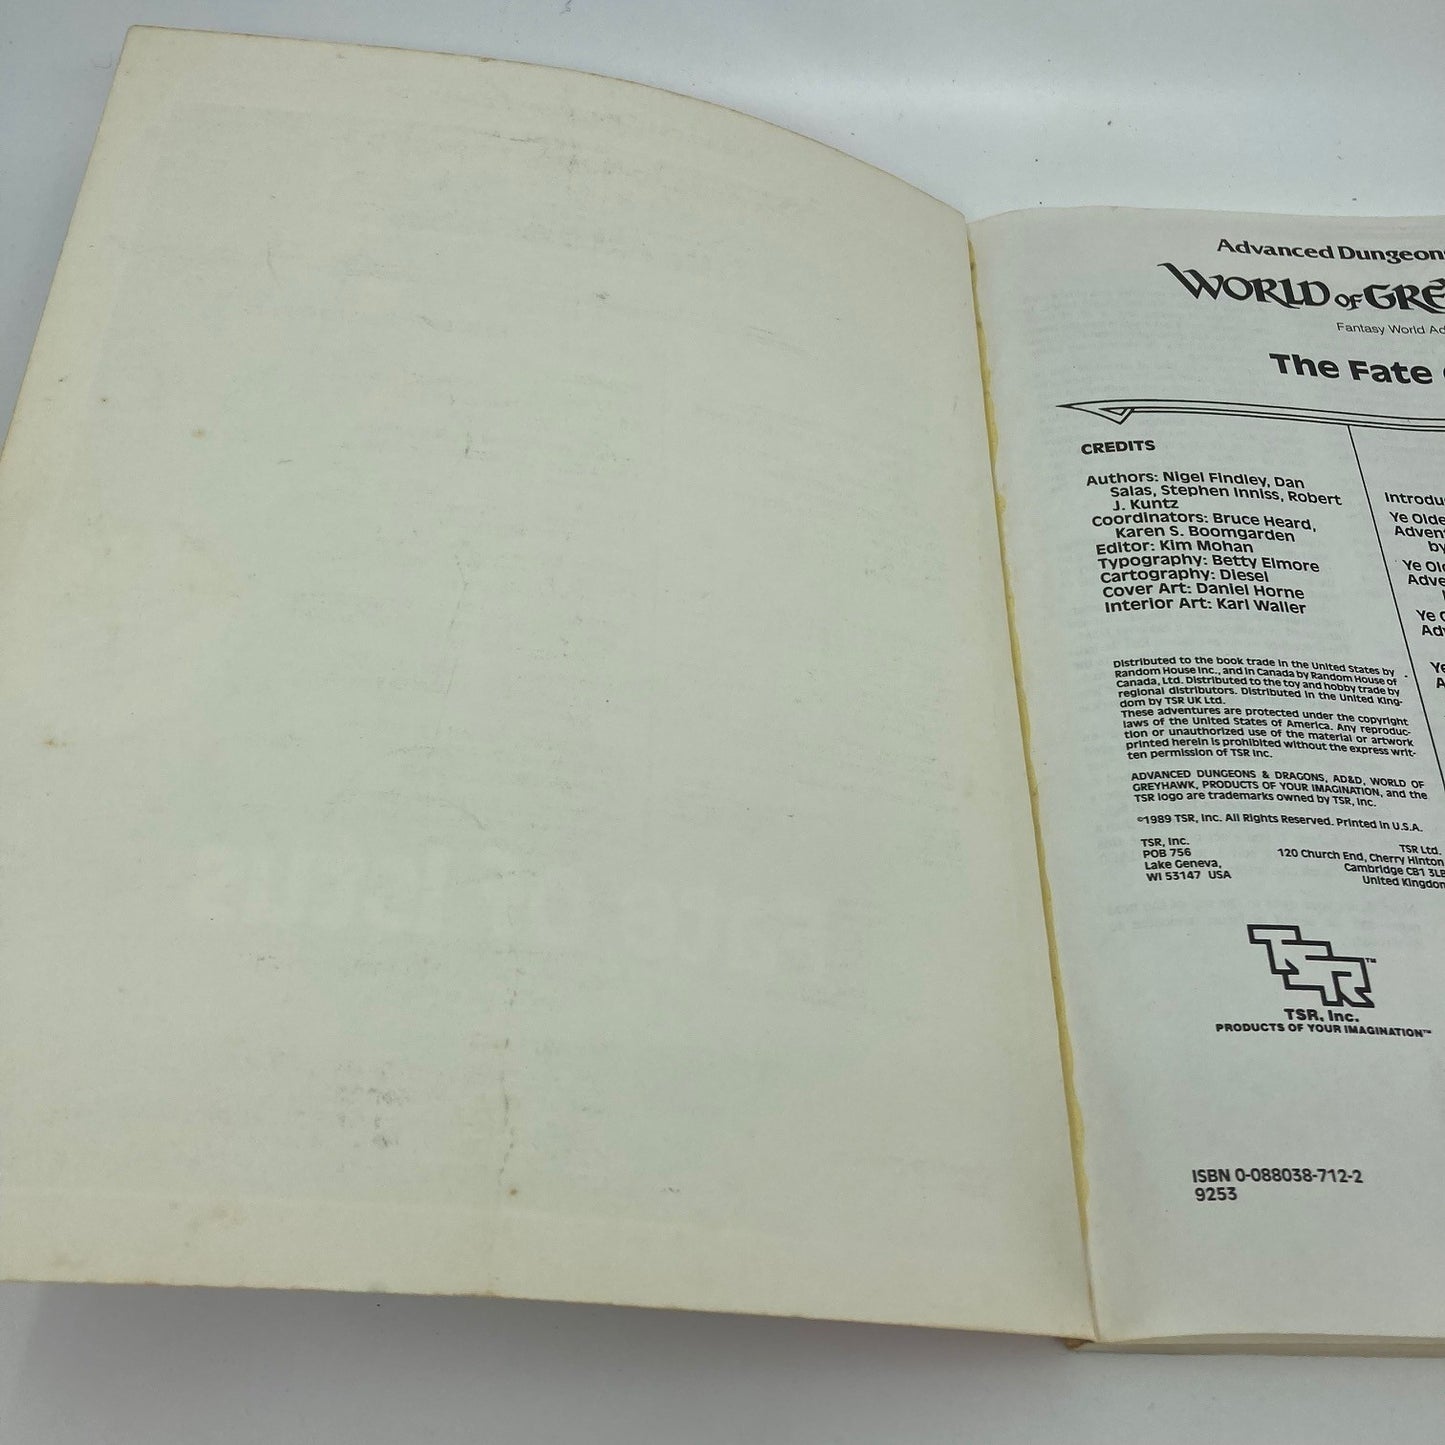 Advanced Dungeon
WORLD OF GRE
Fantasy World Ad
The Fate
CREDITS
Authors: Nigel Findley, Dan
Salas, Stephen Inniss, Robert
J. Kuntz
Coordinators: Bruce Heard,
Karen S. Boomgarden
Editor: Kim Mohan
Typography: Betty Elmore
Cartography: Diesel
Cover Art: Daniel Horne
Interior Art: Karl Waller
Distributed to the book trade in the United States by
Random House Inc., and in Canada by Random House of
Canada, Ltd. Distributed to the toy and hobby trade by
regional distributors. Distributed in the United King-
dom by TSR UK Ltd.
These adventures are protected under the copyright
laws of the United States of America. Any reproduc-
tion or unauthorized use of the material or artwork
printed herein is prohibited without the express writ-
ten permission of TSR Inc.
ADVANCED DUNGEONS & DRAGONS, AD&D, WORLD OF
GREYHAWK, PRODUCTS OF YOUR IMAGINATION, and the
TSR logo are trademarks owned by TSR, Inc.
©1989 TSR, Inc. All Rights Reserved. Printed in U.S.A.
TSR, Inc.
POB 756
Lake Geneva,
WI 53147 USA
TSR Ltd.
120 Church End, Cherry Hinton
Cambridge CB1 3LB
United Kingdom
TSR™
TSR, Inc.
PRODUCTS OF YOUR IMAGINATION™
ISBN 0-088038-712-2
9253
Introdu
Ye Olde
Advent
by
Ye Old
Adve
Ye O
Ad
Ye
A